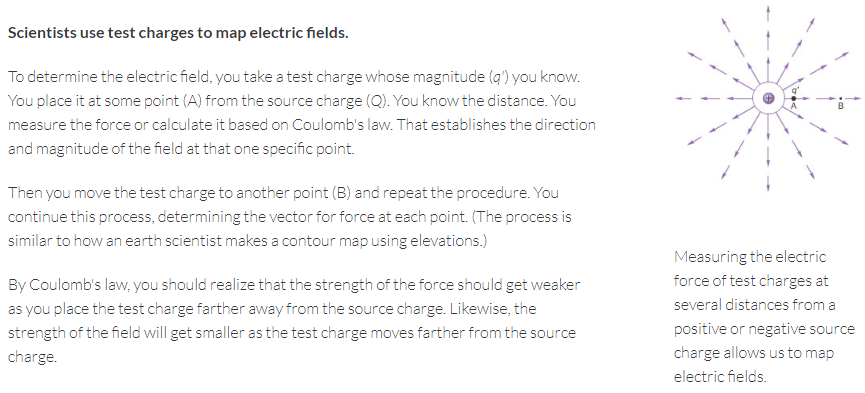 Scientists use test charges to map electric fields.
To determine the electric field, you take a test charge whose magnitude (q') you know.
You place it at some point (A) from the source charge (Q). You know the distance. You
measure the force or calculate it based on Coulomb's law. That establishes the direction
and magnitude of the field at that one specific point.
Then you move the test charge to another point (B) and repeat the procedure. You
continue this process, determining the vector for force at each point. (The process is
similar to how an earth scientist makes a contour map using elevations.)
By Coulomb's law, you should realize that the strength of the force should get weaker
as you place the test charge farther away from the source charge. Likewise, the
strength of the field will get smaller as the test charge moves farther from the source
charge.
+
q'
A
B
Measuring the electric
force of test charges at
several distances from a
positive or negative source
charge allows us to map
electric fields.